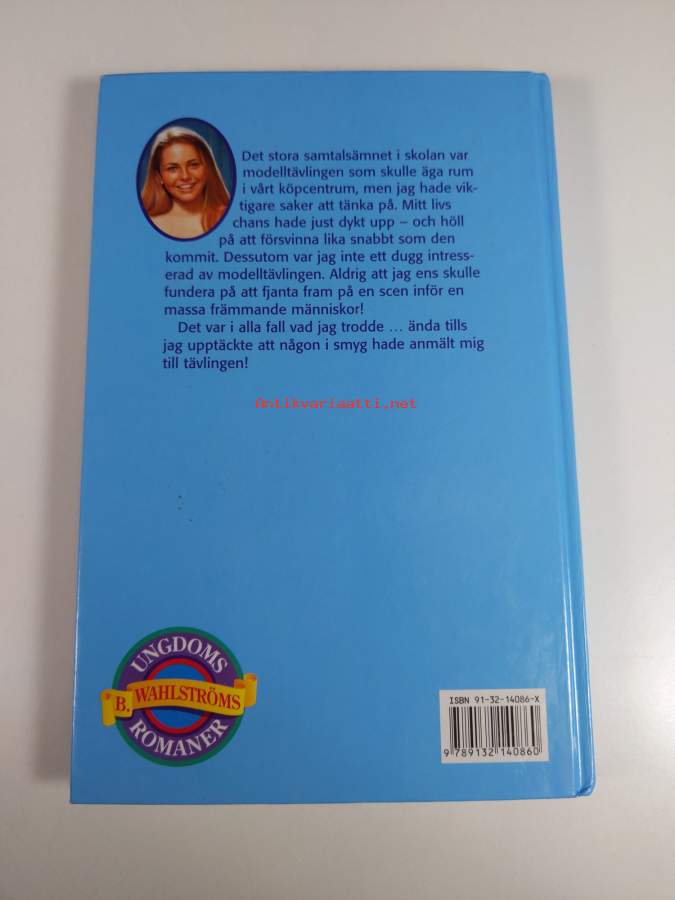 Det stora samtalsämnet i skolan var
modelltävlingen som skulle äga rum
i vårt köpcentrum, men jag hade vik-
tigare saker att tänka på. Mitt livs
chans hade just dykt upp – och höll
på att försvinna lika snabbt som den
kommit. Dessutom var jag inte ett dugg intress-
erad av modelltävlingen. Aldrig att jag ens skulle
fundera på att fjanta fram på en scen inför en
massa främmande människor!
Det var i alla fall vad jag trodde ... ända tills
jag upptäckte att någon i smyg hade anmält mig
till tävlingen!
Antikvariaatti.net
UNGDOMS
B. WAHLSTRÖMS
ROMANER
ISBN 91-32-14086-X
9 789132 140860